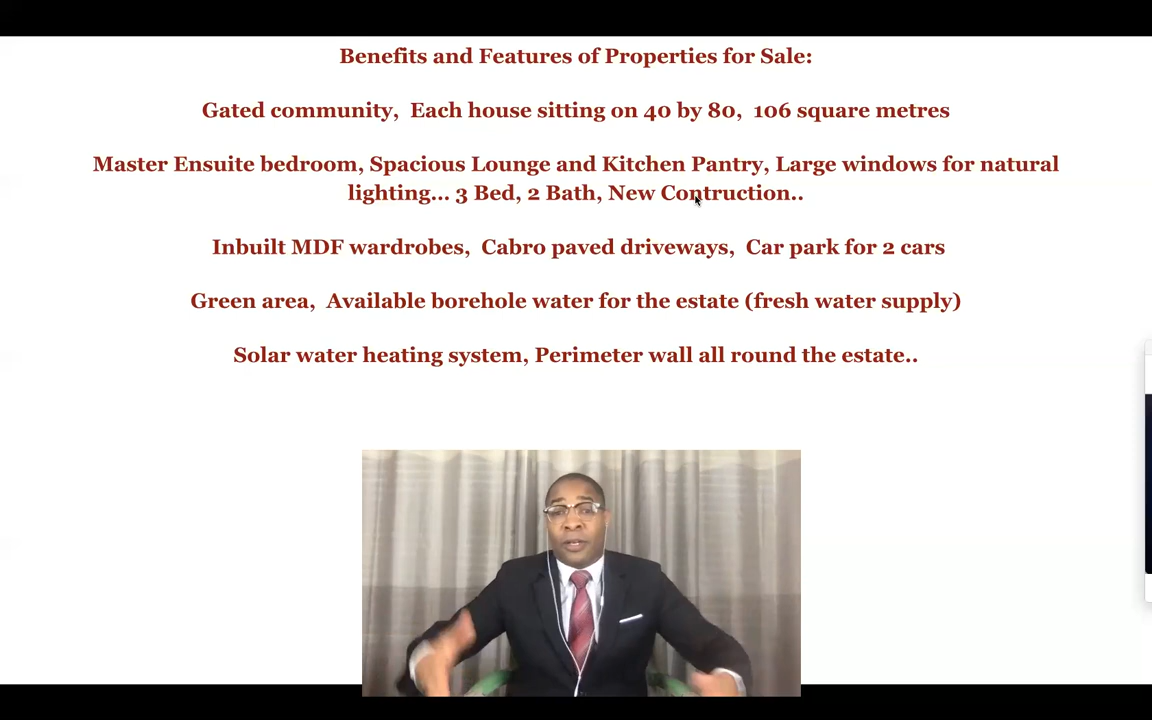 Benefits and Features of Properties for Sale:
Gated community,  Each house sitting on 40 by 80,  106 square metres
Master Ensuite bedroom, Spacious Lounge and Kitchen Pantry, Large windows for natural
lighting... 3 Bed, 2 Bath, New Contruction..
Inbuilt MDF wardrobes,  Cabro paved driveways,  Car park for 2 cars
Green area,  Available borehole water for the estate (fresh water supply)
Solar water heating system, Perimeter wall all round the estate..